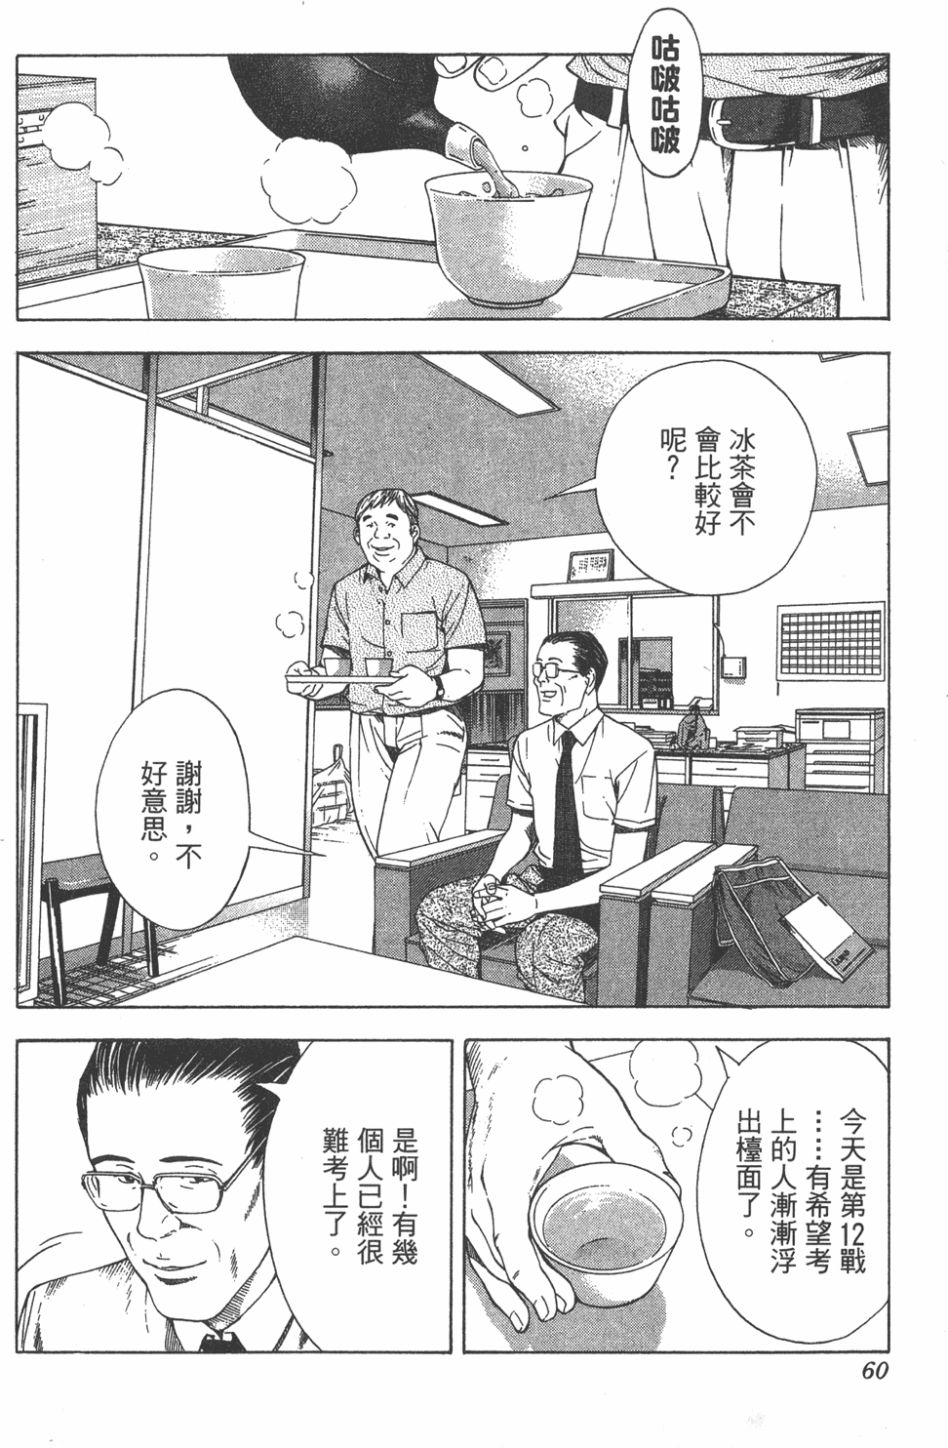 咕啵咕啵
冰茶會不
會比較好
呢?
謝謝，不
好意思。
今天是第12戰
……有希望考
上的人漸漸浮
出檯面了。
是啊!有幾
個人已經很
難考上了。
60